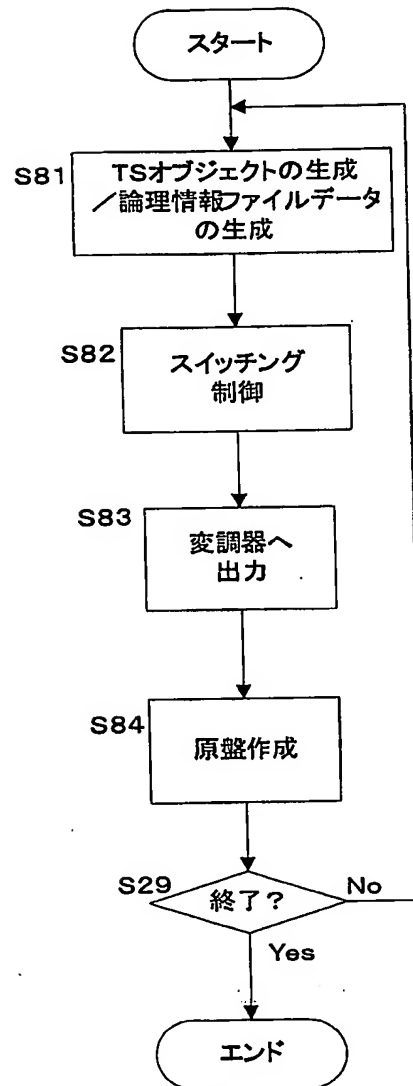 スタート
S81
TSオブジェクトの生成
／論理情報ファイルデータ
の生成
S82
スイッチング
制御
S83
変調器へ
出力
S84
原盤作成
S29
終了？
No
Yes
エンド